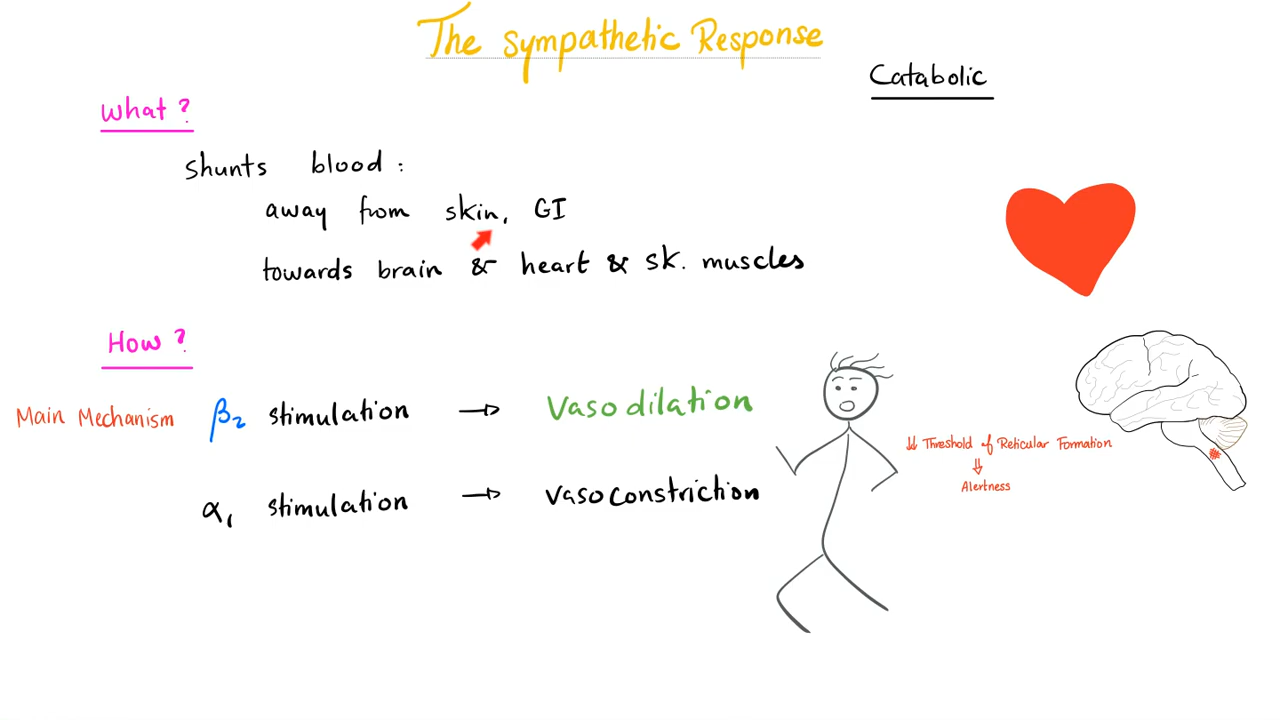 The Sympathetic Response
Catabolic
What?
Shunts blood:
away from skin, GI
towards brain & heart & sk. muscles
How?
Main Mechanism β2 stimulation → Vasodilation
↓↓ Threshold of Reticular Formation
⇓
Alertness
α1 stimulation → vasoconstriction